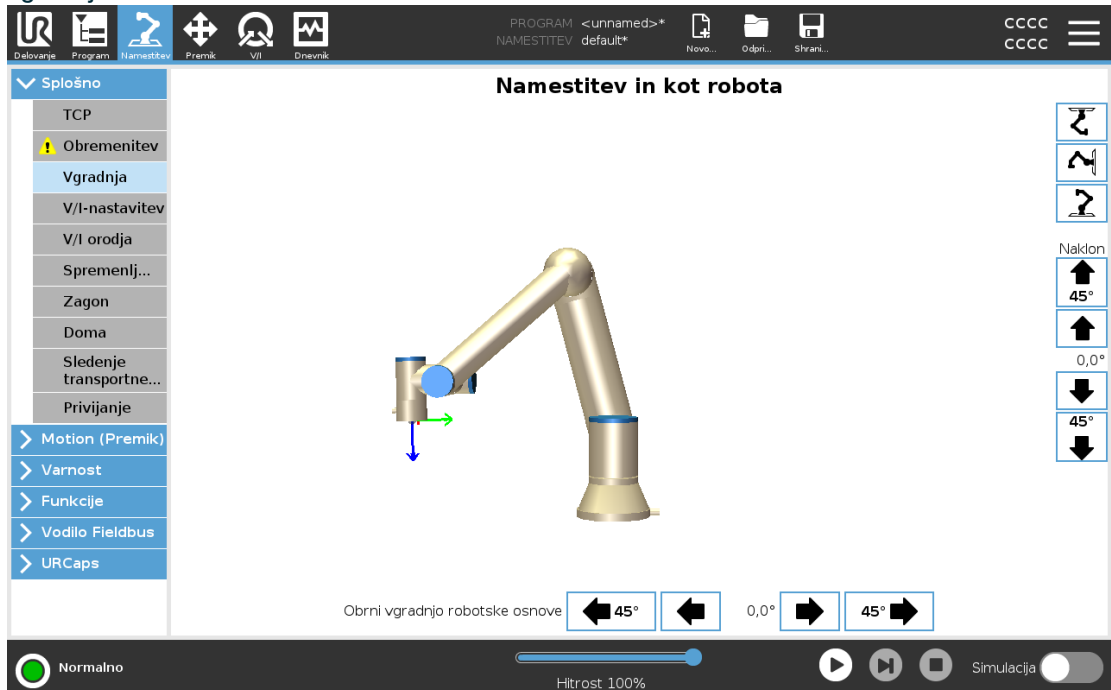 PROGRAM <unnamed>*
NAMESTITEV default*
CCCC
CCCC
Delovanje Program Namestitev Premik V/I Dnevnik
Novo... Odpri... Shrani...
Splošno
TCP
Obremenitev
Vgradnja
V/I-nastavitev
V/I orodja
Spremenlj...
Zagon
Doma
Sledenje
transportne...
Privijanje
Motion (Premik)
Varnost
Funkcije
Vodilo Fieldbus
URCaps
Namestitev in kot robota
Naklon
45°
0,0°
45°
Obrni vgradnjo robotske osnove 45° 0,0° 45°
Normalno
Hitrost 100%
Simulacija